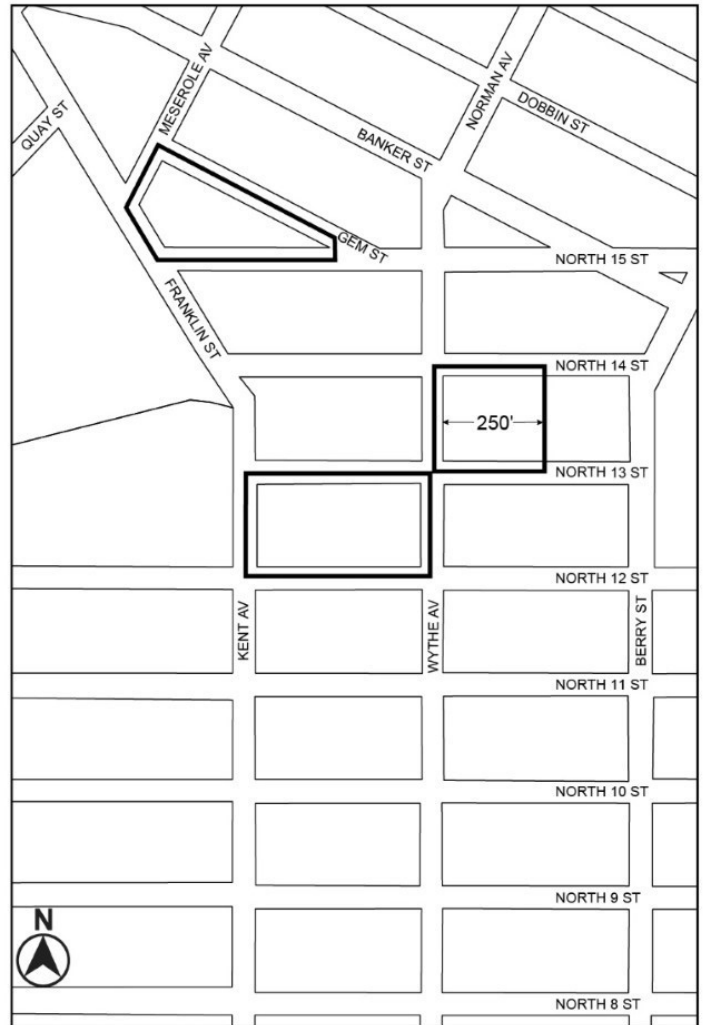 MESEROLE AV
NORMAN AV
DOBBIN ST
QUAY ST
BANKER ST
GEM ST
NORTH 15 ST
FRANKLIN ST
NORTH 14 ST
250'
NORTH 13 ST
NORTH 12 ST
KENT AV
WYTHE AV
BERRY ST
NORTH 11 ST
NORTH 10 ST
NORTH 9 ST
N
NORTH 8 ST